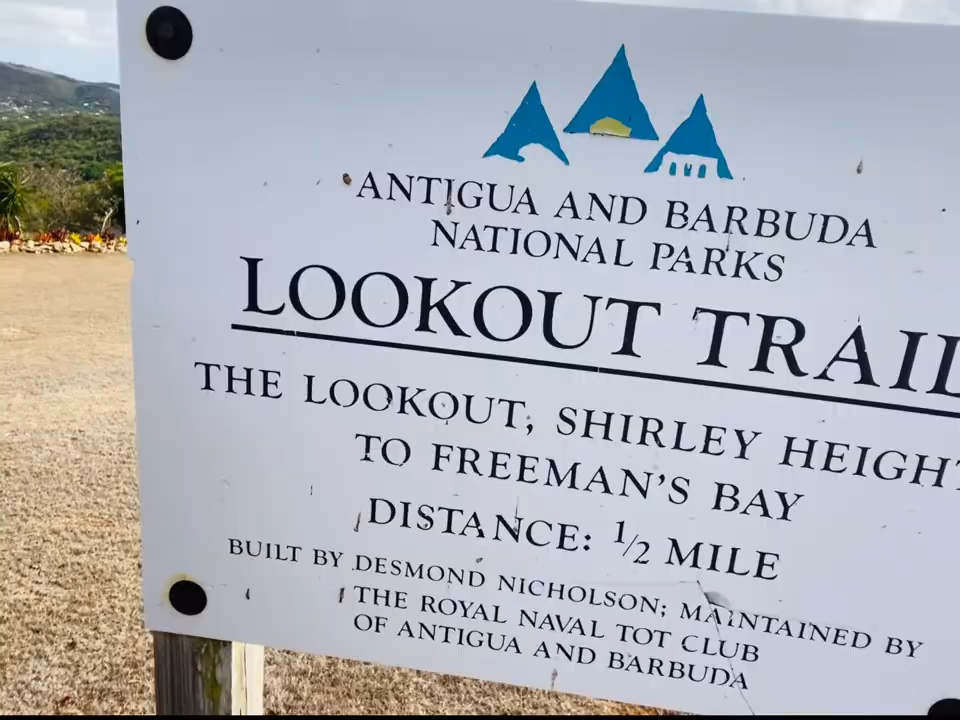 ANTIGUA AND BARBUDA
NATIONAL PARKS
LOOKOUT TRAIL
THE LOOKOUT, SHIRLEY HEIGHT
TO FREEMAN'S BAY
DISTANCE: ½ MILE
BUILT BY DESMOND NICHOLSON; MAINTAINED BY
THE ROYAL NAVAL TOT CLUB
OF ANTIGUA AND BARBUDA